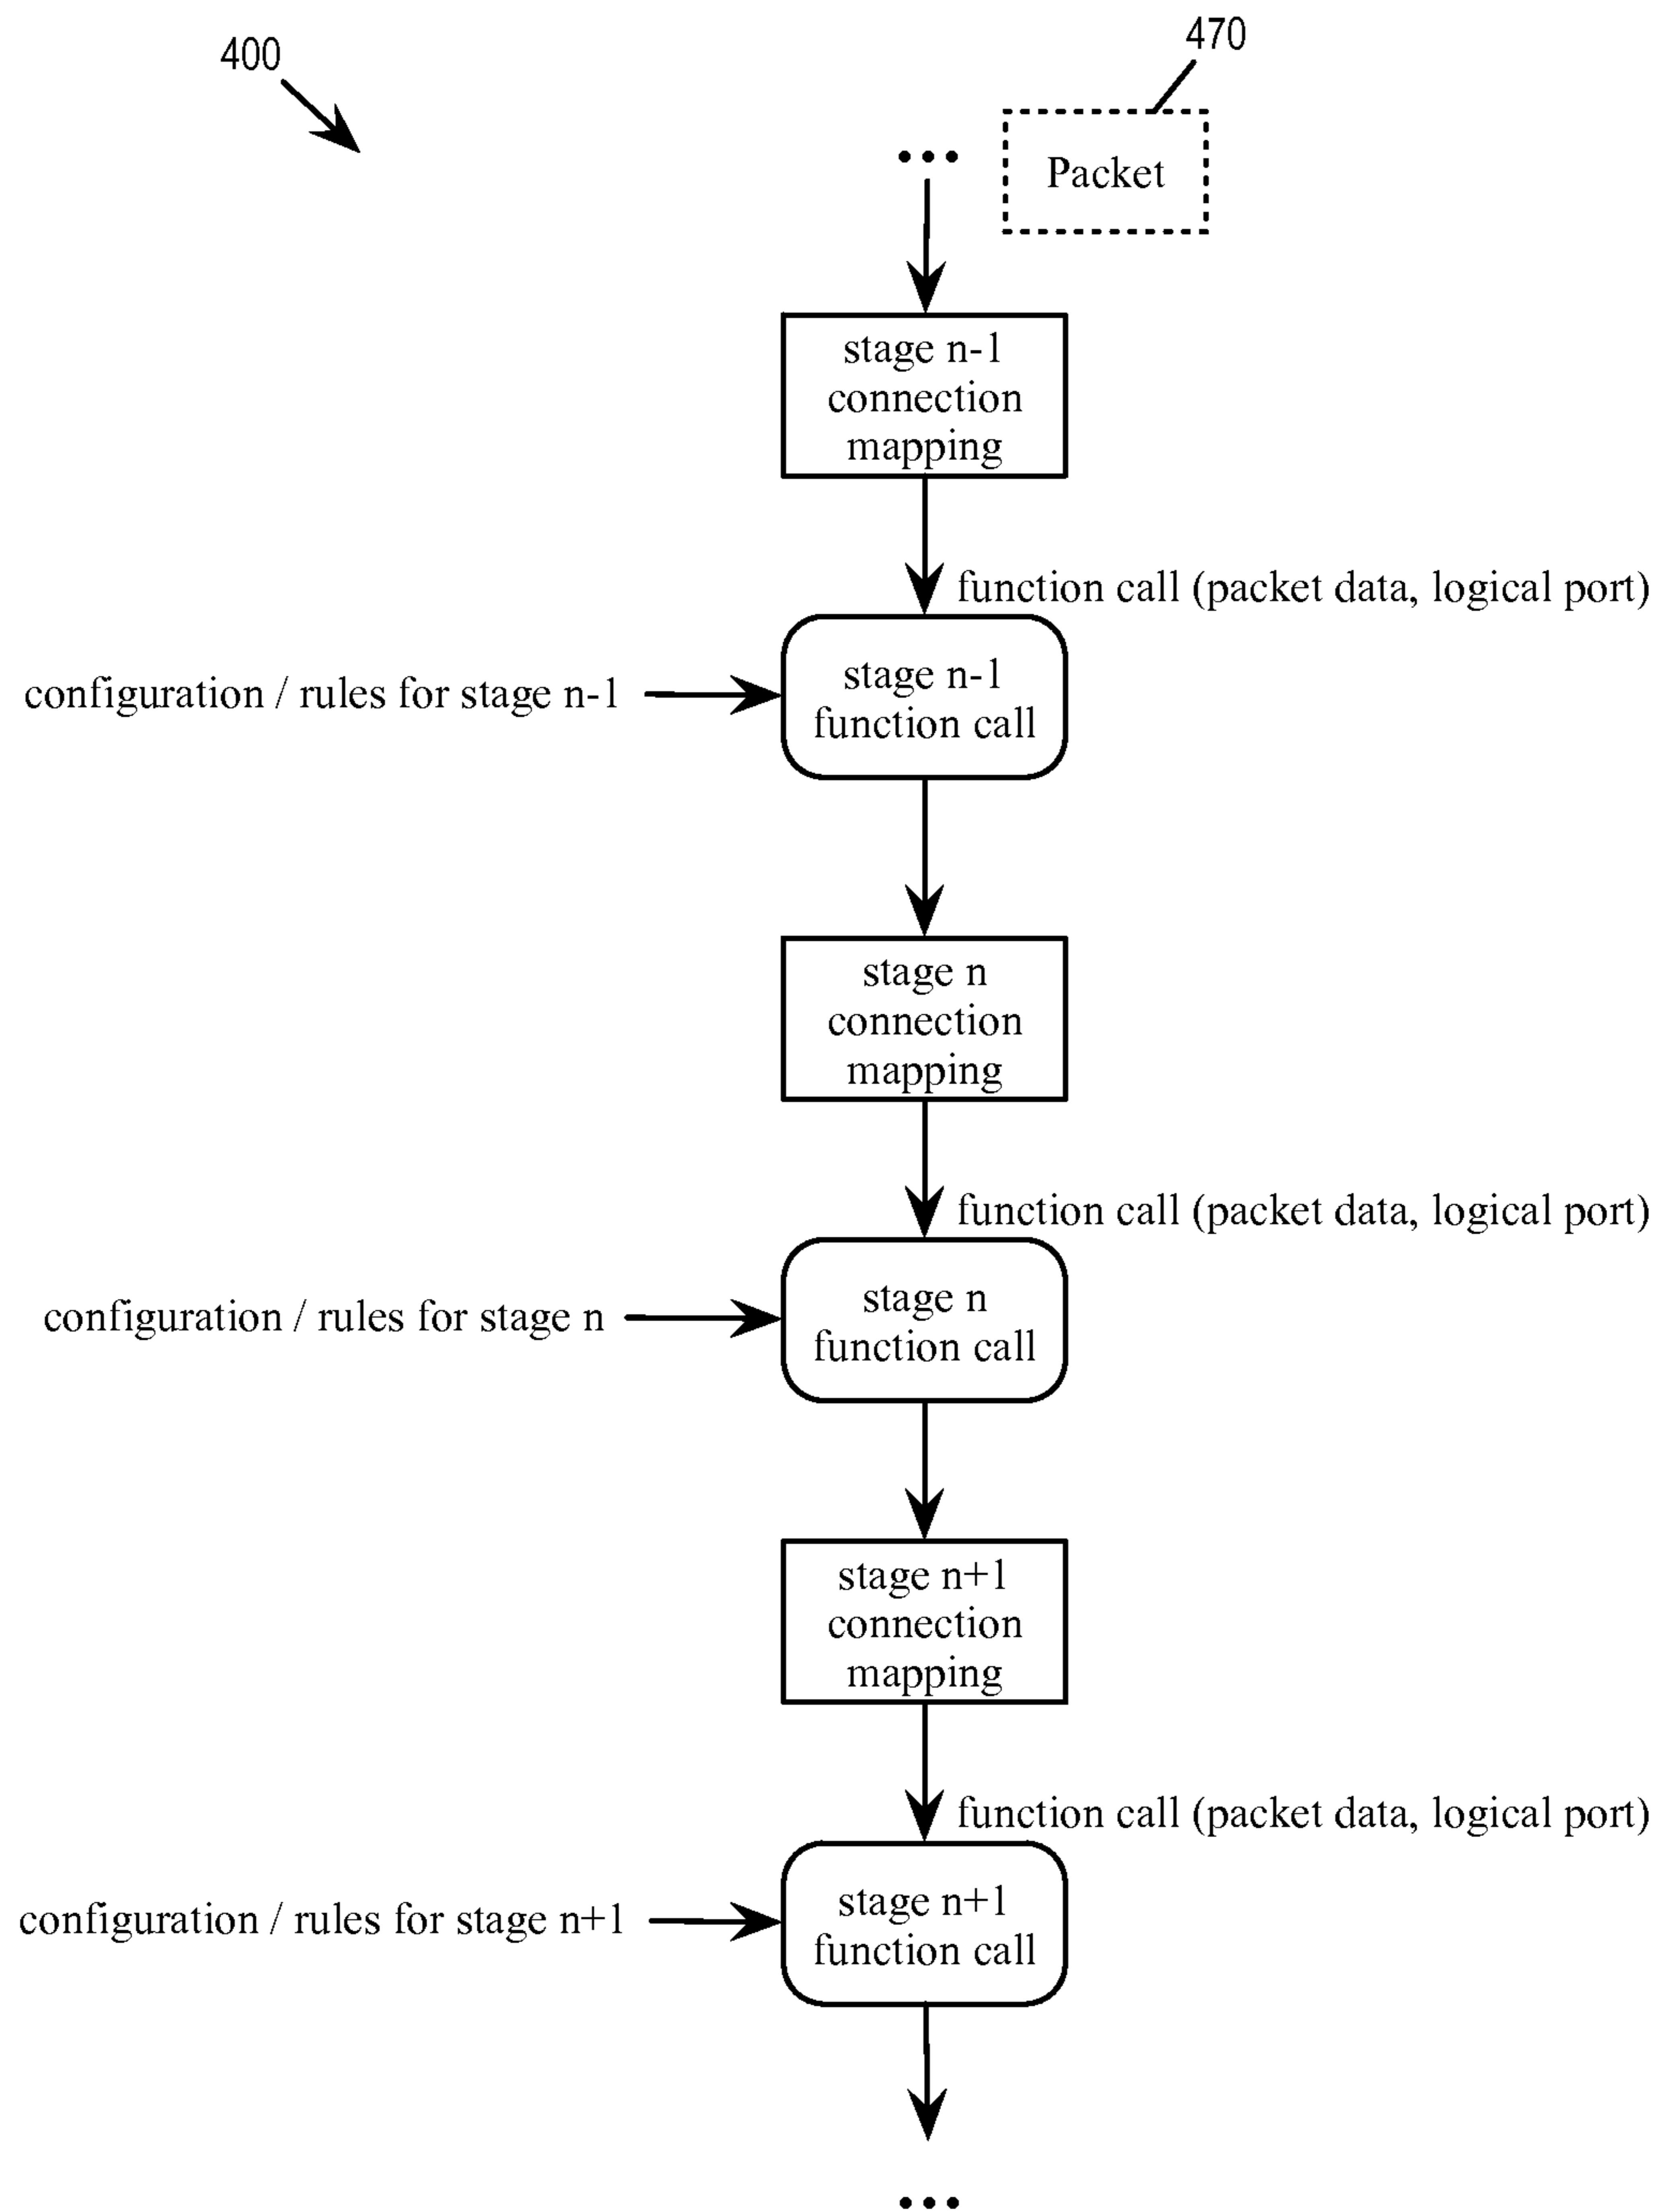 400
470
...
Packet
stage n-1
connection
mapping
function call (packet data, logical port)
configuration / rules for stage n-1
stage n-1
function call
stage n
connection
mapping
function call (packet data, logical port)
configuration / rules for stage n
stage n
function call
stage n+1
connection
mapping
function call (packet data, logical port)
configuration / rules for stage n+1
stage n+1
function call
...